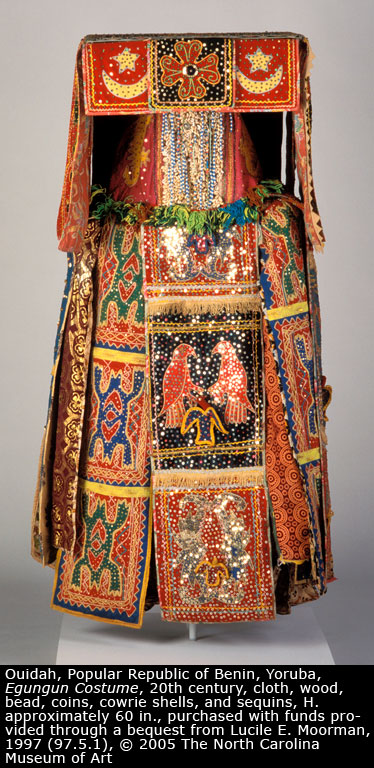 Ouidah, Popular Republic of Benin, Yoruba,
Egungun Costume, 20th century, cloth, wood,
bead, coins, cowrie shells, and sequins, H.
approximately 60 in., purchased with funds pro-
vided through a bequest from Lucile E. Moorman,
1997 (97.5.1), © 2005 The North Carolina
Museum of Art